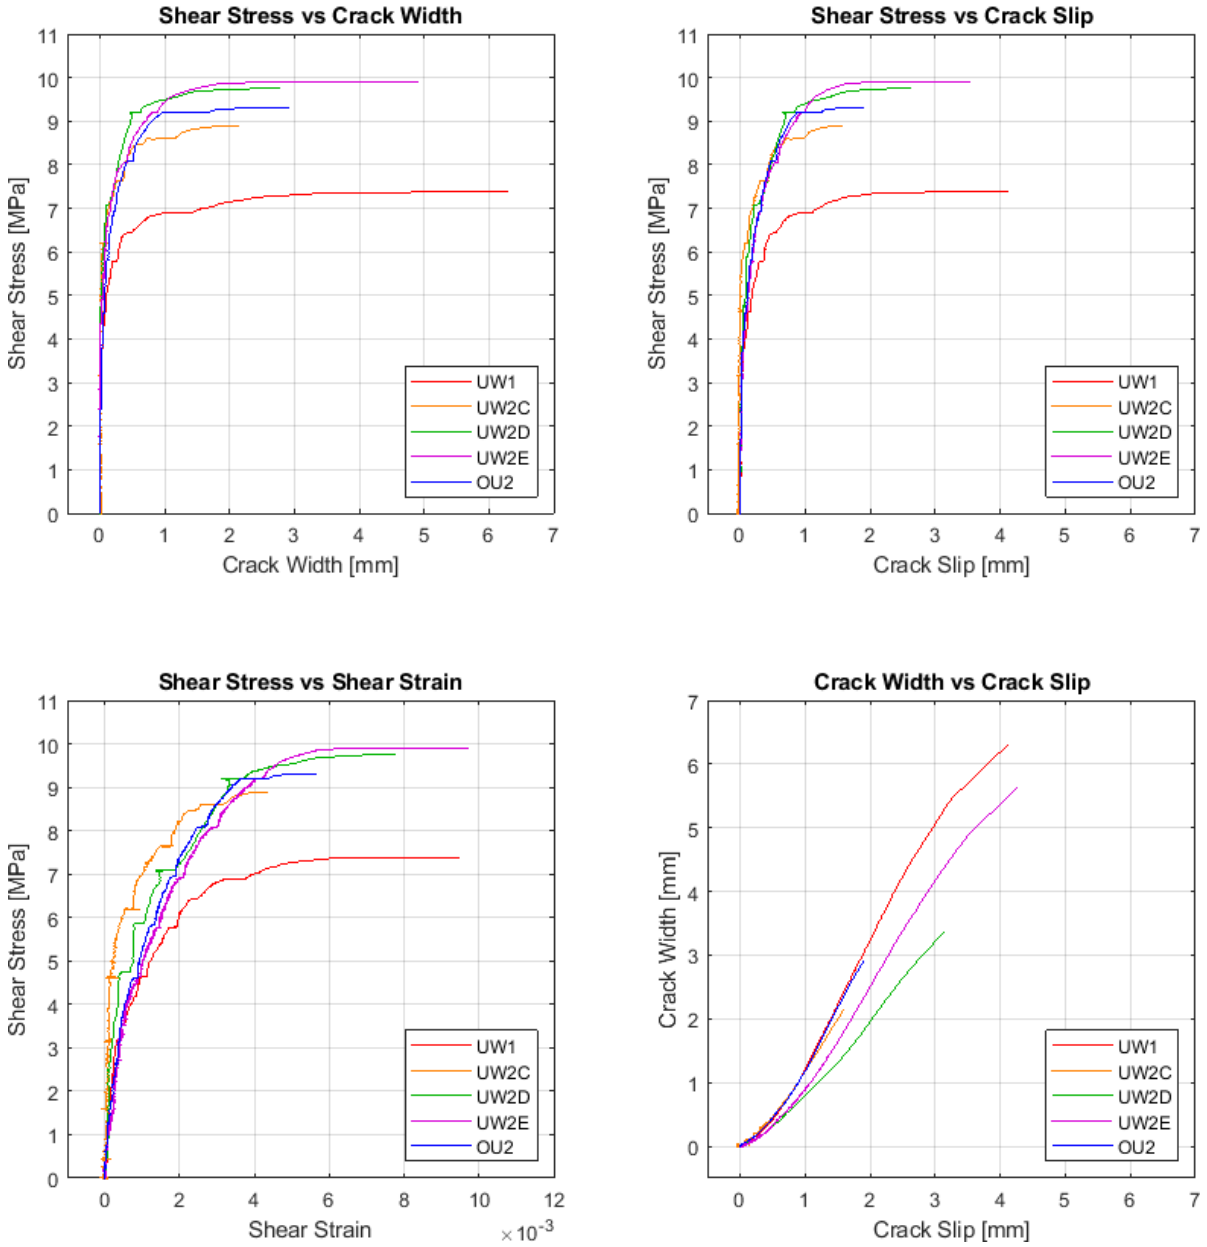 Shear Stress vs Crack Width
11
10
9
8
7
6
5
4
3
2
1
0
Shear Stress [MPa]
0 1 2 3 4 5 6 7
Crack Width [mm]
UW1
UW2C
UW2D
UW2E
OU2
Shear Stress vs Crack Slip
11
10
9
8
7
6
5
4
3
2
1
0
Shear Stress [MPa]
0 1 2 3 4 5 6 7
Crack Slip [mm]
UW1
UW2C
UW2D
UW2E
OU2
Shear Stress vs Shear Strain
11
10
9
8
7
6
5
4
3
2
1
0
Shear Stress [MPa]
0 2 4 6 8 10 12
Shear Strain
×10⁻³
UW1
UW2C
UW2D
UW2E
OU2
Crack Width vs Crack Slip
7
6
5
4
3
2
1
0
Crack Width [mm]
0 1 2 3 4 5 6 7
Crack Slip [mm]
UW1
UW2C
UW2D
UW2E
OU2